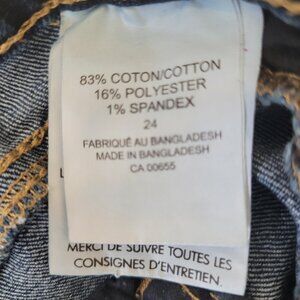 83% COTON/COTTON
16% POLYESTER
1% SPANDEX
24
FABRIQUÉ AU BANGLADESH
MADE IN BANGLADESH
CA 00655
MERCI DE SUIVRE TOUTES LES
CONSIGNES D'ENTRETIEN.